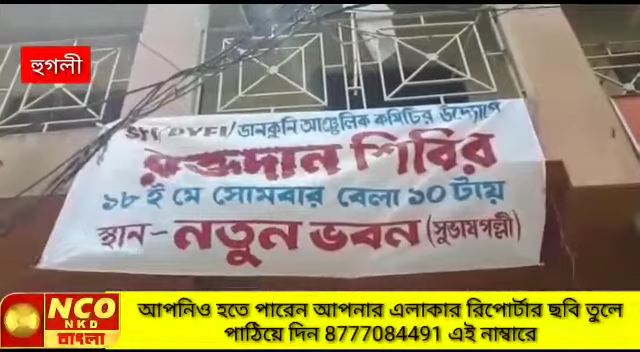 হুগলী
SFI DYFI/ডানকুনি আঞ্চলিক কমিটির উদ্যোগে
রক্তদান শিবির
১৮ ই মে সোমবার বেলা ১০ টায়
স্থান - নতুন ভবন (সুভাষপল্লী)
NCO
NKD
বাংলা
আপনিও হতে পারেন আপনার এলাকার রিপোর্টার ছবি তুলে
পাঠিয়ে দিন 8777084491 এই নাম্বারে